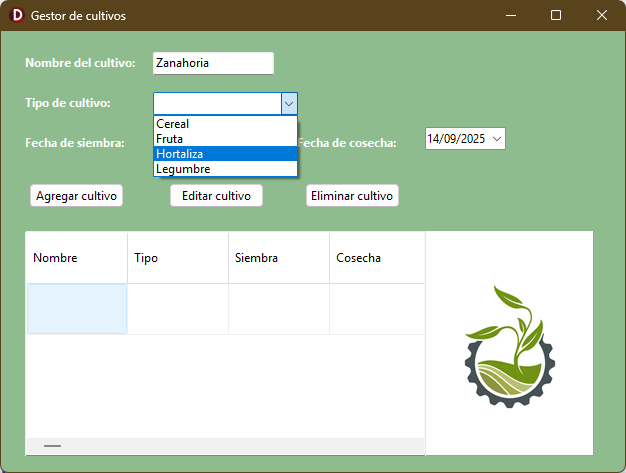 Gestor de cultivos
Nombre del cultivo: Zanahoria
Tipo de cultivo:
Cereal
Fruta
Hortaliza
Legumbre
Fecha de siembra: Fecha de cosecha: 14/09/2025
Agregar cultivo Editar cultivo Eliminar cultivo
Nombre Tipo Siembra Cosecha